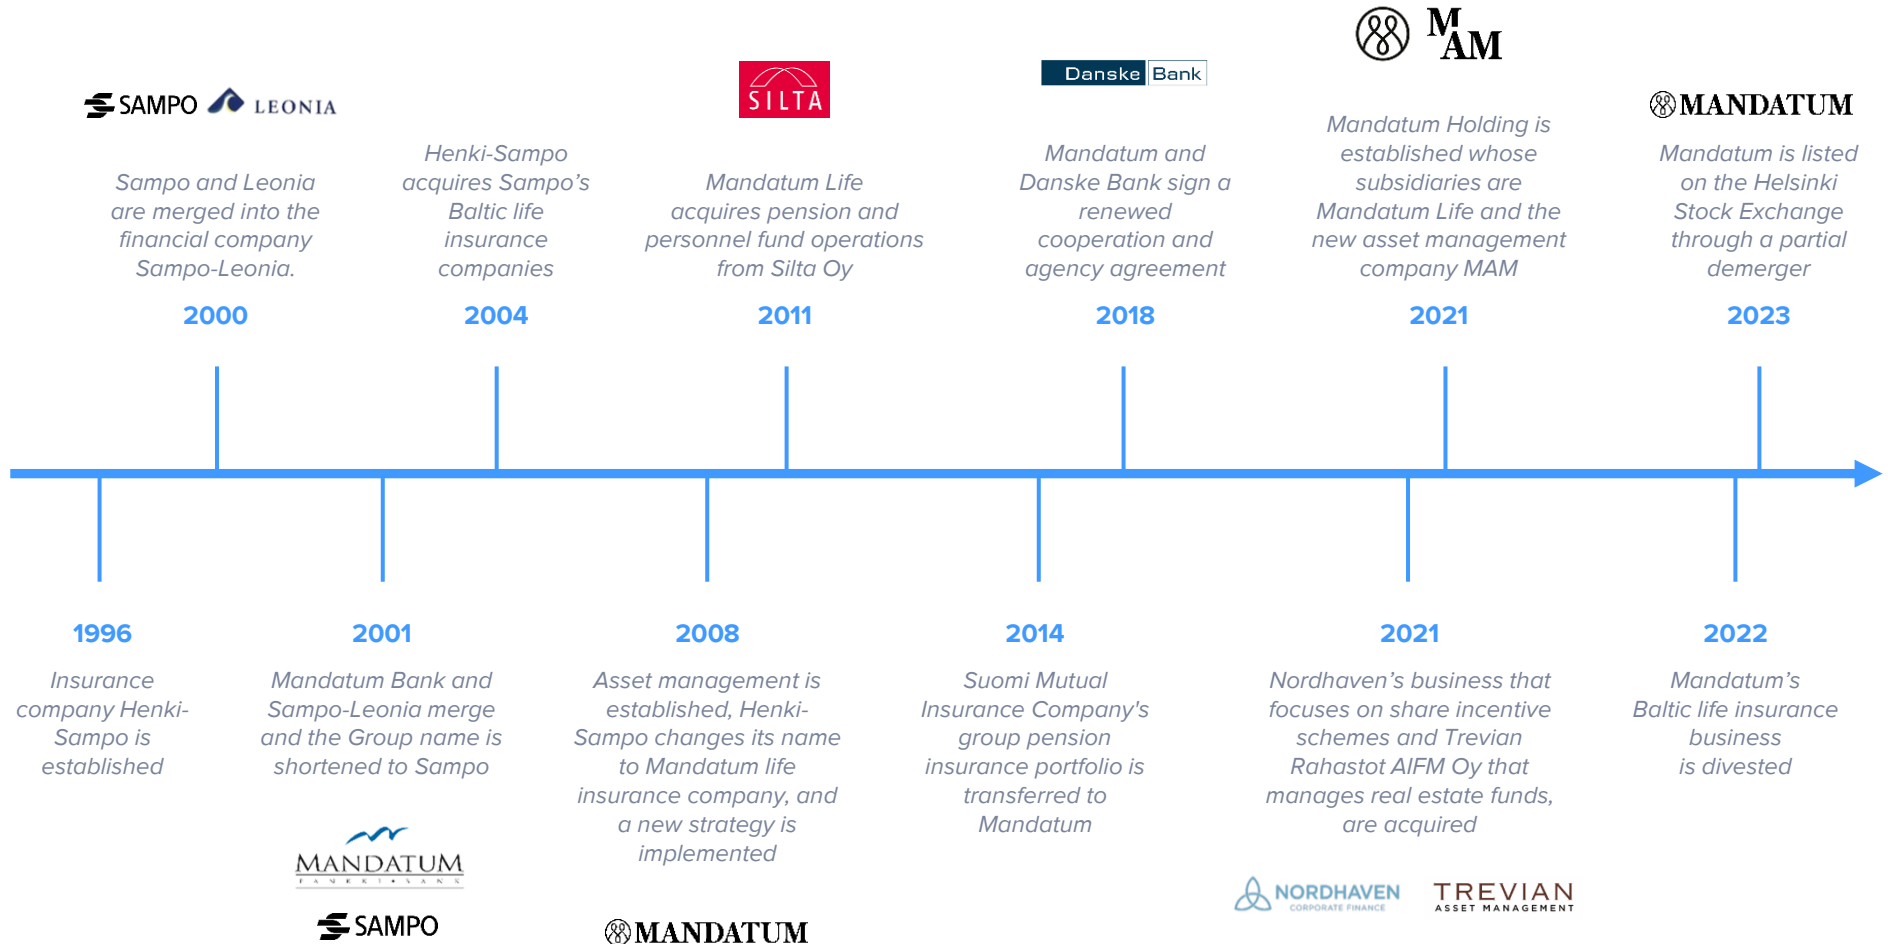 SAMPO LEONIA
Sampo and Leonia
are merged into the
financial company
Sampo-Leonia.
2000
Henki-Sampo
acquires Sampo’s
Baltic life
insurance
companies
2004
SILTA
Mandatum Life
acquires pension and
personnel fund operations
from Silta Oy
2011
Danske Bank
Mandatum and
Danske Bank sign a
renewed
cooperation and
agency agreement
2018
M
AM
Mandatum Holding is
established whose
subsidiaries are
Mandatum Life and the
new asset management
company MAM
2021
MANDATUM
Mandatum is listed
on the Helsinki
Stock Exchange
through a partial
demerger
2023
1996
Insurance
company Henki-
Sampo is
established
2001
Mandatum Bank and
Sampo-Leonia merge
and the Group name is
shortened to Sampo
MANDATUM
PANKKI • BANK
SAMPO
2008
Asset management is
established, Henki-
Sampo changes its name
to Mandatum life
insurance company, and
a new strategy is
implemented
MANDATUM
2014
Suomi Mutual
Insurance Company's
group pension
insurance portfolio is
transferred to
Mandatum
2021
Nordhaven’s business that
focuses on share incentive
schemes and Trevian
Rahastot AIFM Oy that
manages real estate funds,
are acquired
NORDHAVEN
CORPORATE FINANCE
TREVIAN
ASSET MANAGEMENT
2022
Mandatum’s
Baltic life insurance
business
is divested